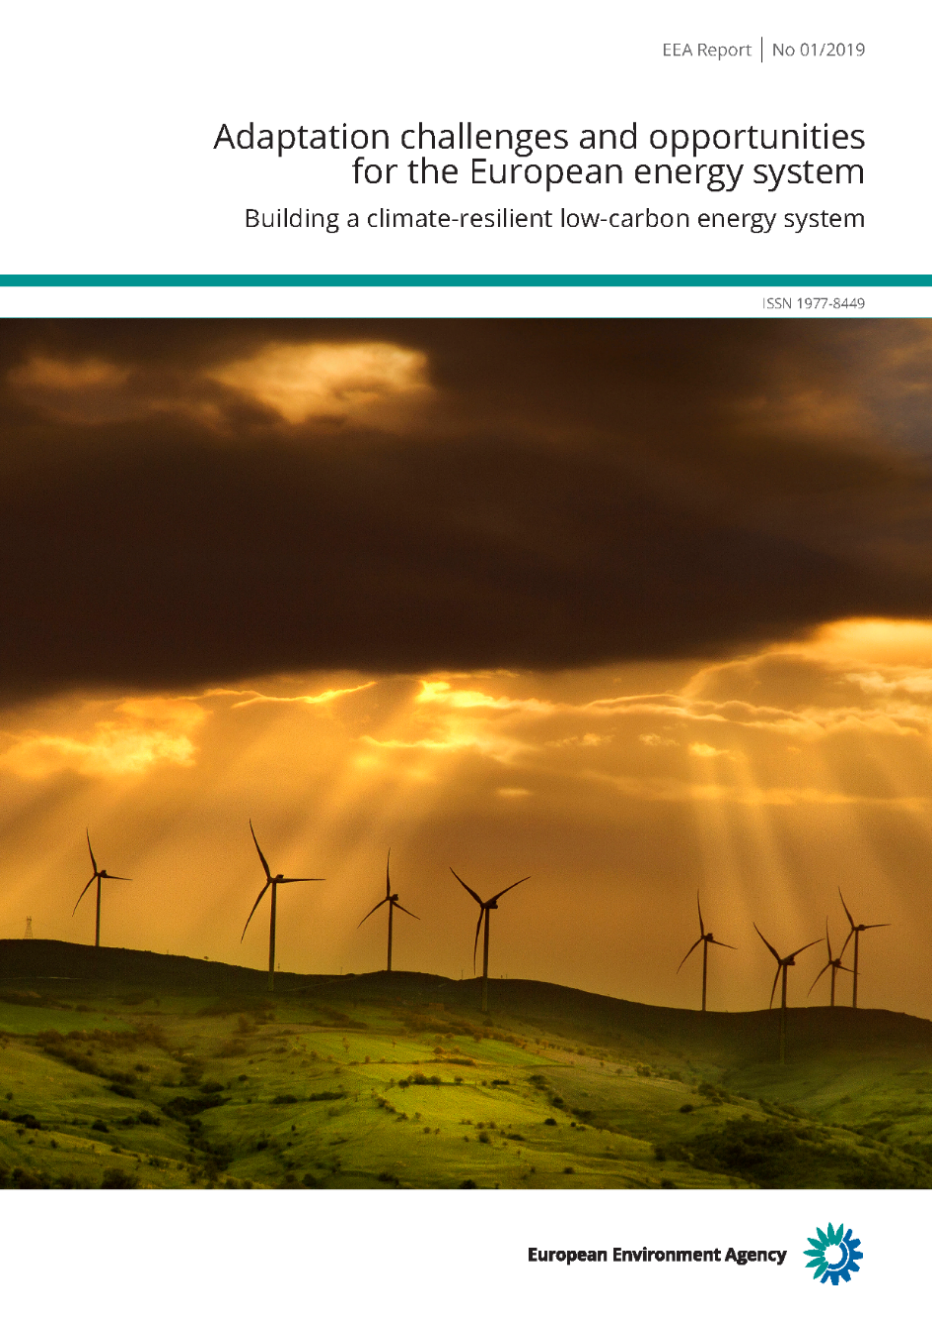 EEA Report | No 01/2019
Adaptation challenges and opportunities
for the European energy system
Building a climate-resilient low-carbon energy system
ISSN 1977-8449
European Environment Agency